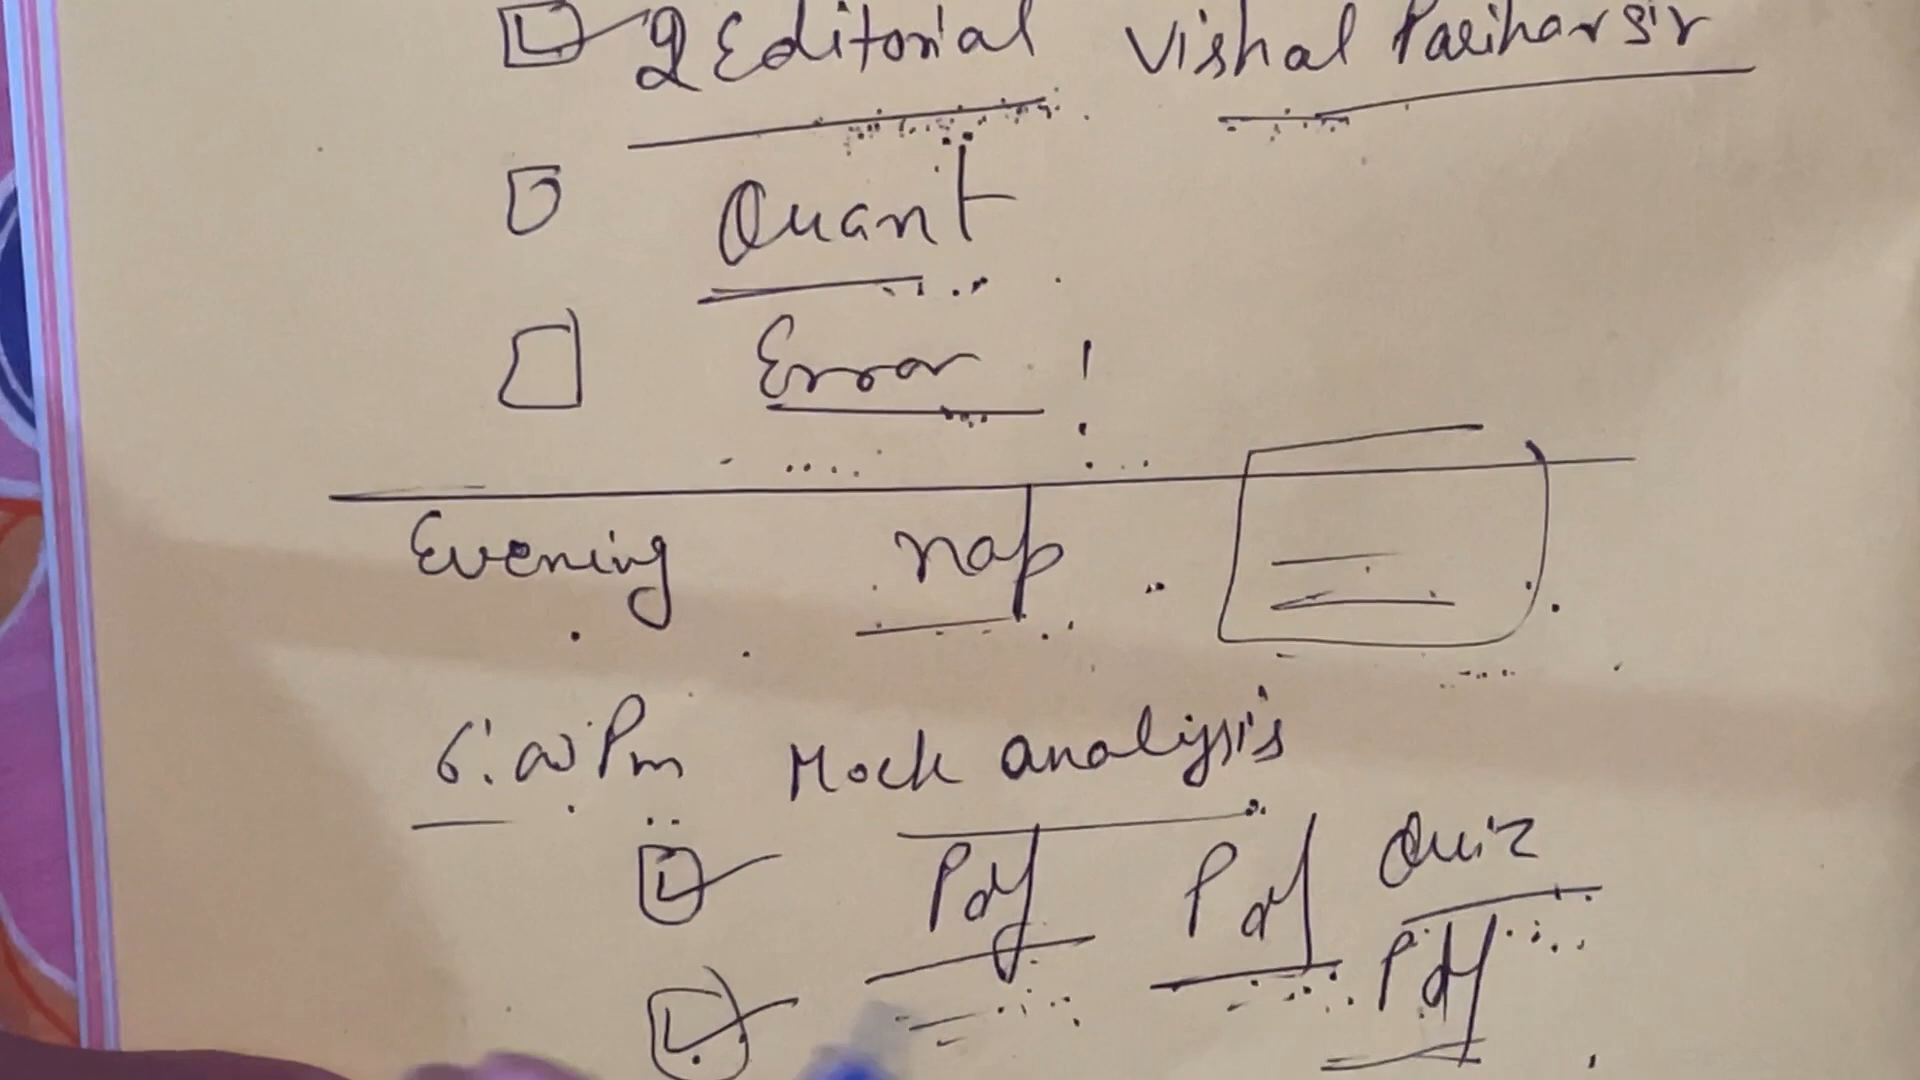 2 Editorial Vishal Parihar sir
Quant
Error !
Evening nap
6:00 Pm Mock analysis
Pdf Pdf Quiz
Pdf